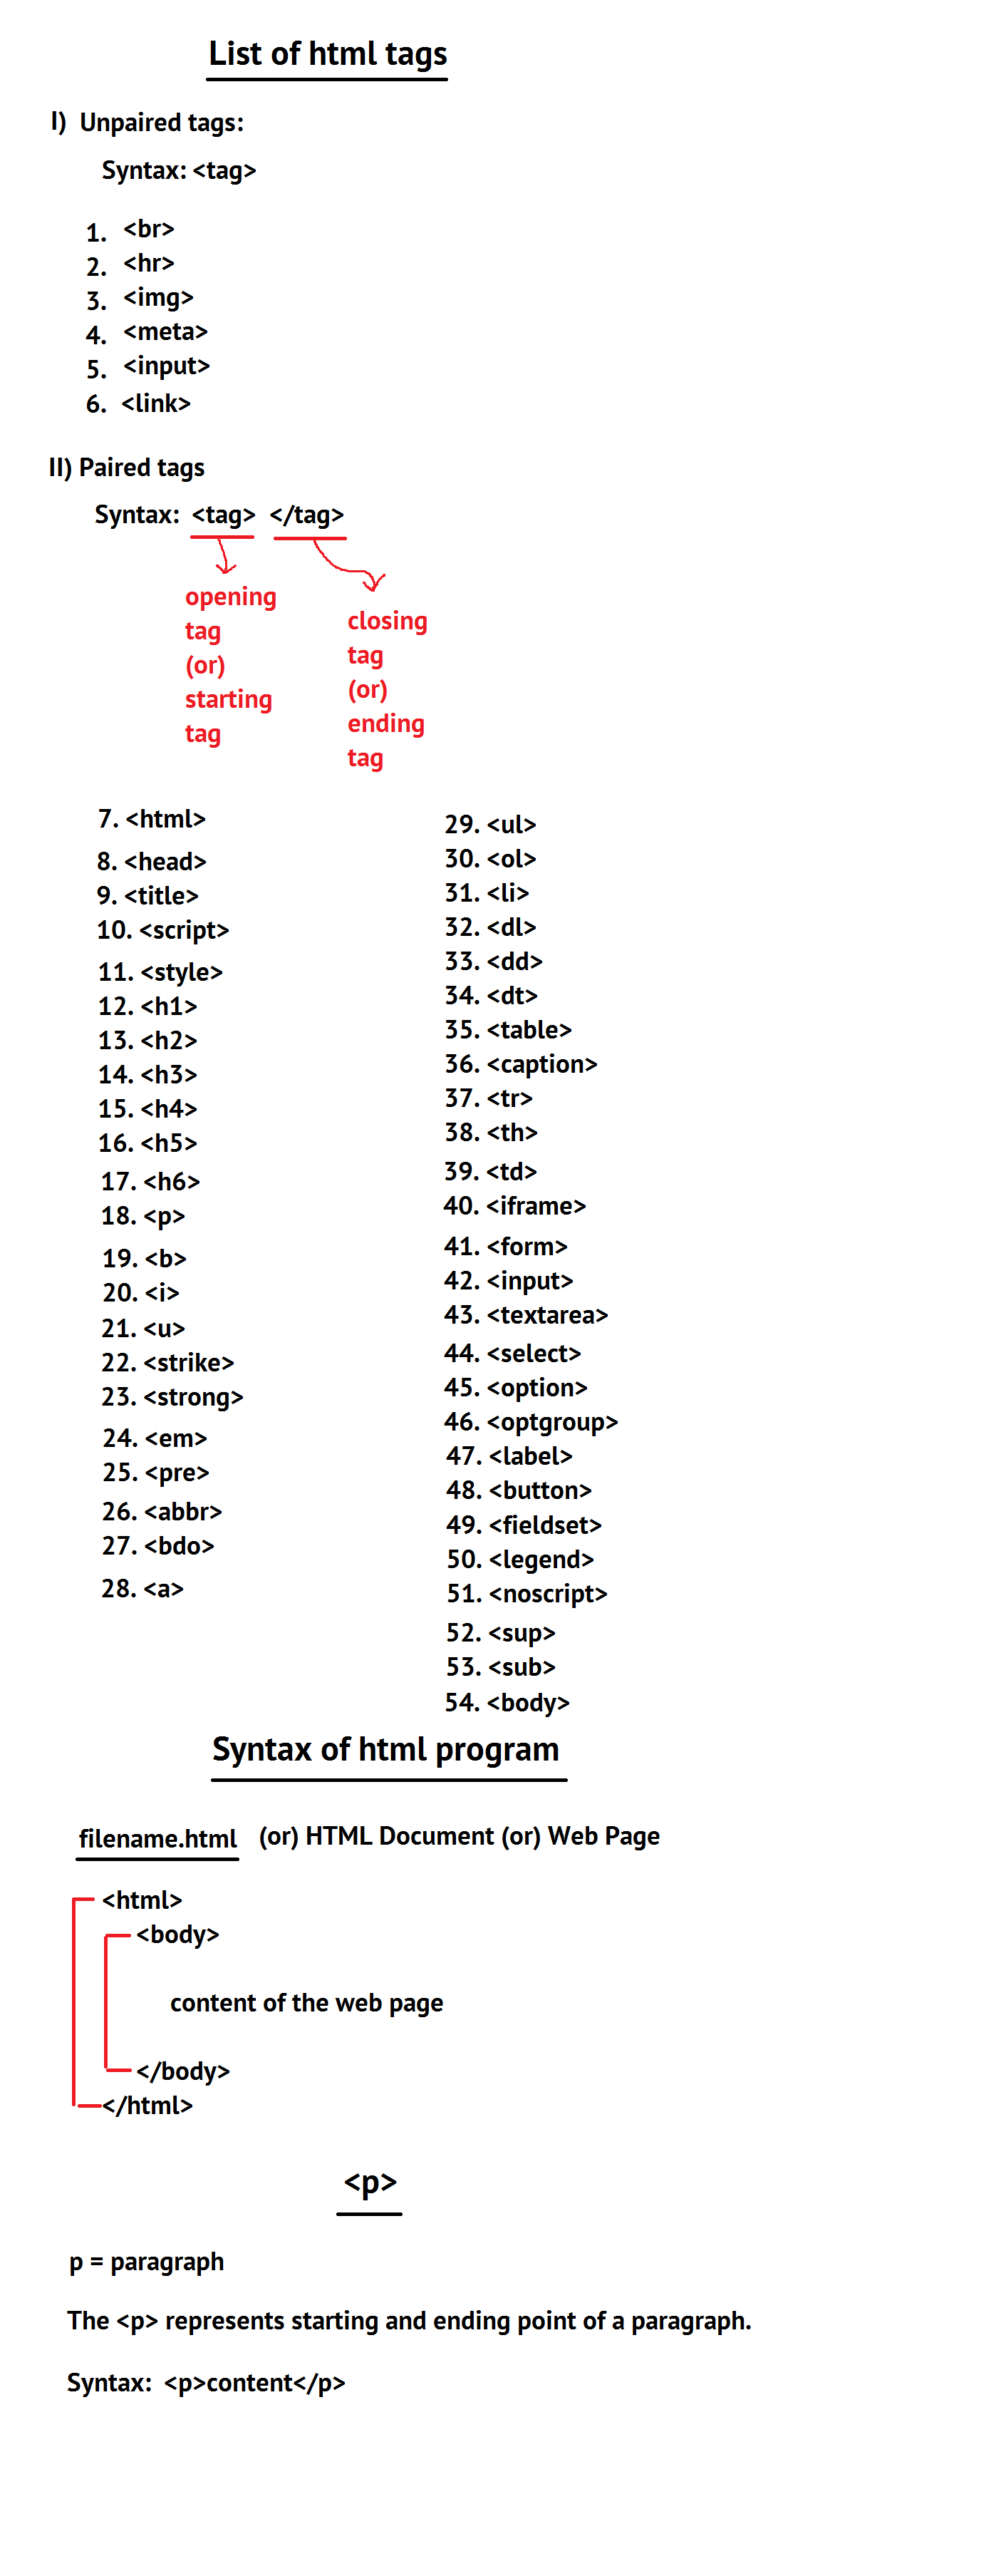 List of html tags
I) Unpaired tags:
Syntax: <tag>
1. <br>
2. <hr>
3. <img>
4. <meta>
5. <input>
6. <link>
II) Paired tags
Syntax: <tag> </tag>
opening
tag
(or)
starting
tag
closing
tag
(or)
ending
tag
7. <html>
8. <head>
9. <title>
10. <script>
11. <style>
12. <h1>
13. <h2>
14. <h3>
15. <h4>
16. <h5>
17. <h6>
18. <p>
19. <b>
20. <i>
21. <u>
22. <strike>
23. <strong>
24. <em>
25. <pre>
26. <abbr>
27. <bdo>
28. <a>
29. <ul>
30. <ol>
31. <li>
32. <dl>
33. <dd>
34. <dt>
35. <table>
36. <caption>
37. <tr>
38. <th>
39. <td>
40. <iframe>
41. <form>
42. <input>
43. <textarea>
44. <select>
45. <option>
46. <optgroup>
47. <label>
48. <button>
49. <fieldset>
50. <legend>
51. <noscript>
52. <sup>
53. <sub>
54. <body>
Syntax of html program
filename.html (or) HTML Document (or) Web Page
<html>
<body>
content of the web page
</body>
</html>
<p>
p = paragraph
The <p> represents starting and ending point of a paragraph.
Syntax: <p>content</p>